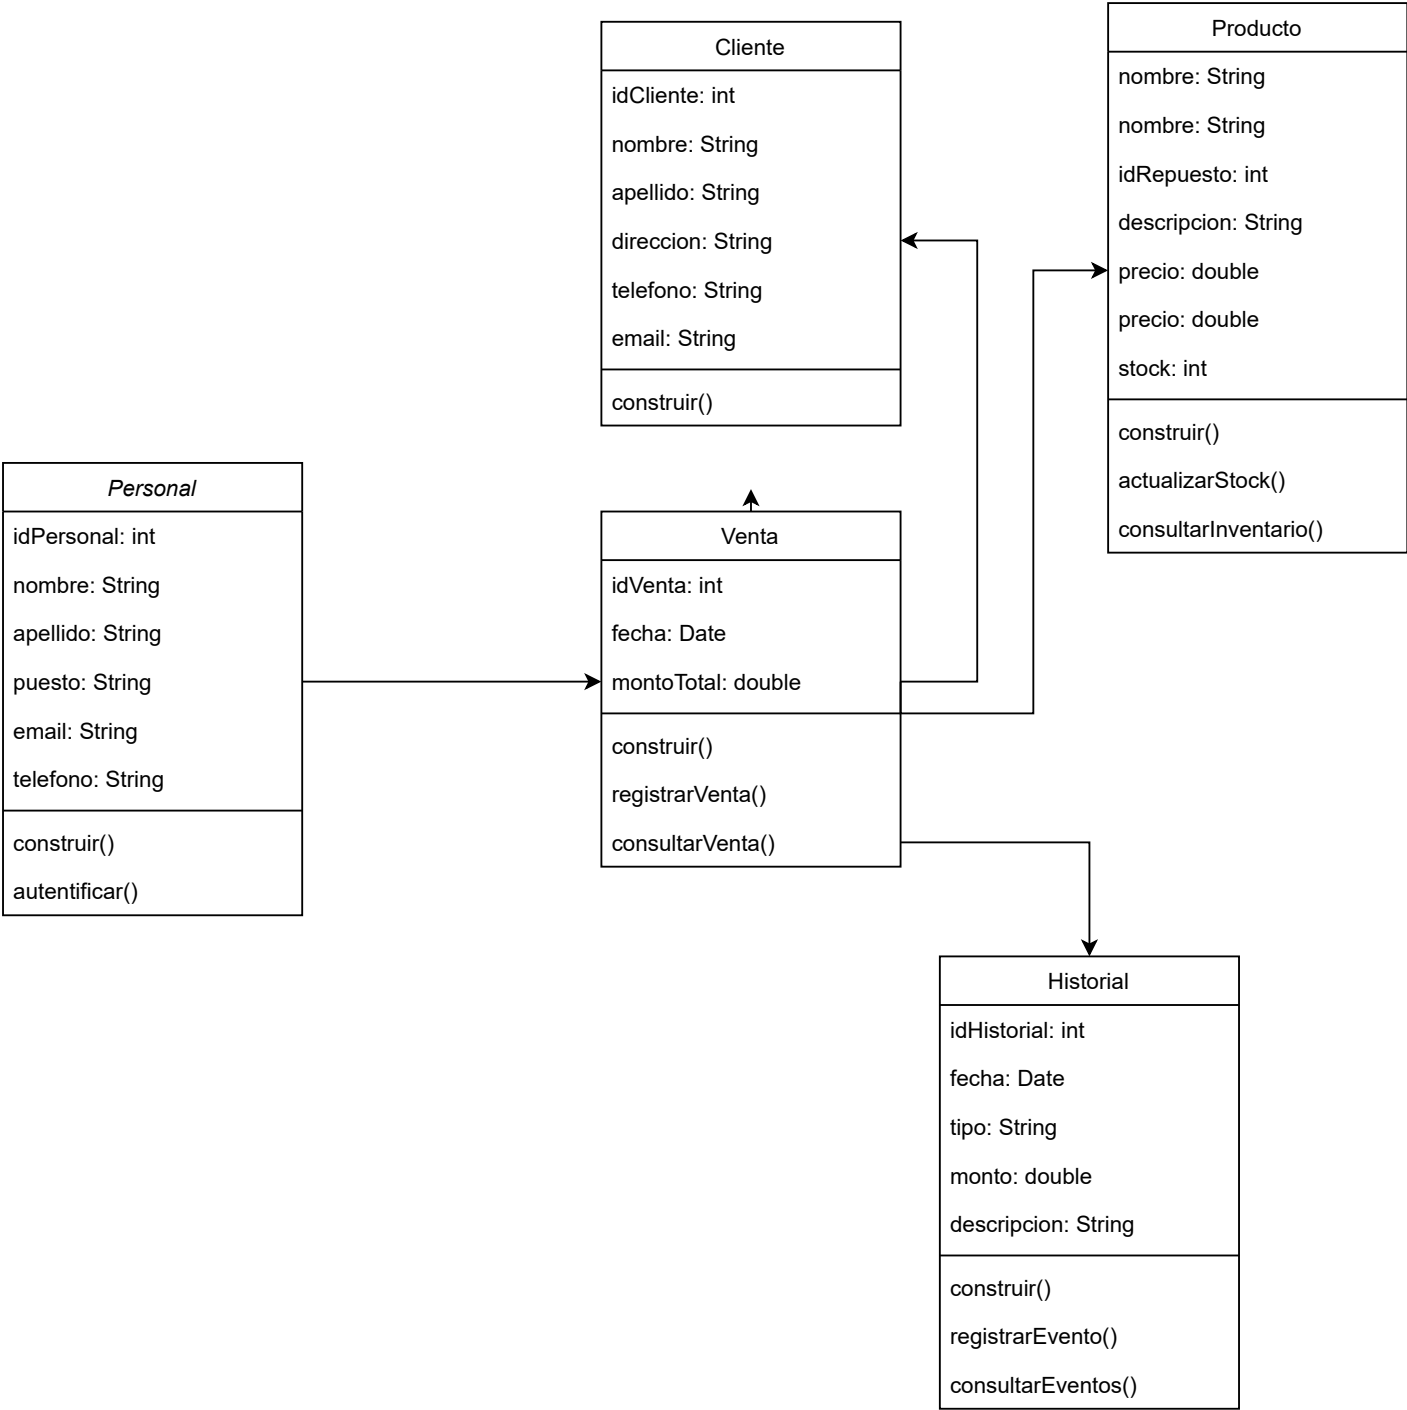 Cliente
idCliente: int
nombre: String
apellido: String
direccion: String
telefono: String
email: String
construir()
Producto
nombre: String
nombre: String
idRepuesto: int
descripcion: String
precio: double
precio: double
stock: int
construir()
actualizarStock()
consultarInventario()
Personal
idPersonal: int
nombre: String
apellido: String
puesto: String
email: String
telefono: String
construir()
autentificar()
Venta
idVenta: int
fecha: Date
montoTotal: double
construir()
registrarVenta()
consultarVenta()
Historial
idHistorial: int
fecha: Date
tipo: String
monto: double
descripcion: String
construir()
registrarEvento()
consultarEventos()